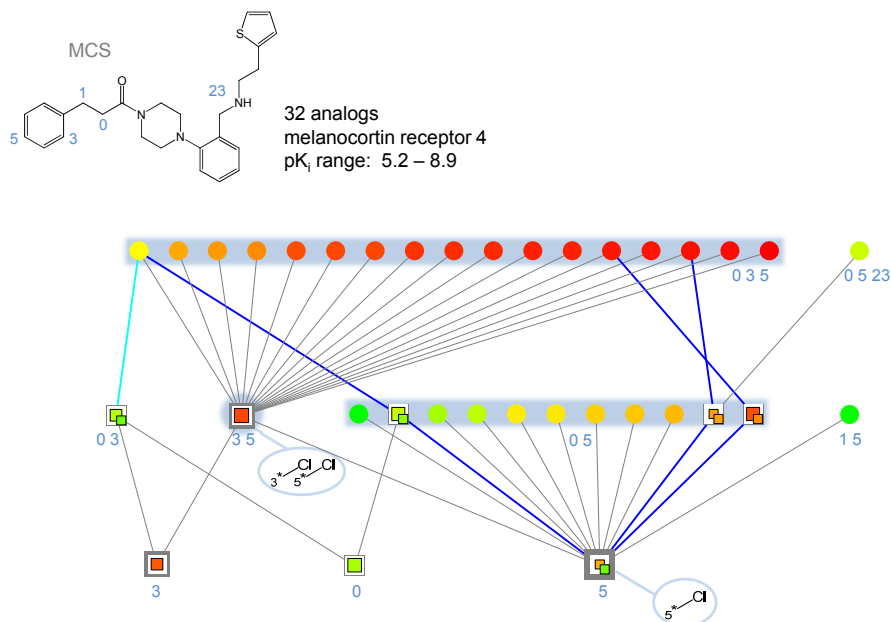 MCS
S
O
1
23
NH
N
5
3
0
N
32 analogs
melanocortin receptor 4
pKi range: 5.2 – 8.9
0 3 5
0 5 23
0 3
3 5
0 5
1 5
3* Cl 5* Cl
3
0
5
5* Cl